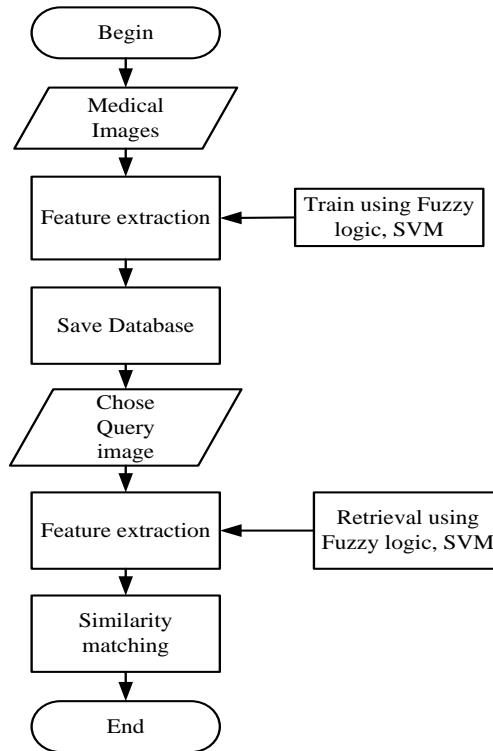 Begin
Medical
Images
Feature extraction
Train using Fuzzy
logic, SVM
Save Database
Chose
Query
image
Feature extraction
Retrieval using
Fuzzy logic, SVM
Similarity
matching
End